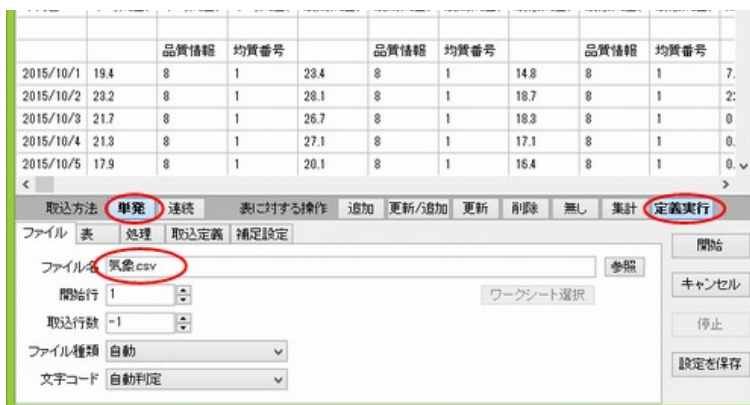 品質情報 均質番号 品質情報 均質番号 品質情報 均質番号
2015/10/1 19.4 8 1 23.4 8 1 14.8 8 1 7.
2015/10/2 23.2 8 1 28.1 8 1 18.7 8 1
2015/10/3 21.7 8 1 26.7 8 1 18.3 8 1 0
2015/10/4 21.3 8 1 27.1 8 1 17.1 8 1 0.
2015/10/5 17.9 8 1 20.1 8 1 16.4 8 1 0.
取込方法 単発 連続 表に対する操作 追加 更新/追加 更新 削除 無し 集計 定義実行
ファイル 表 処理 取込定義 補足設定
開始
ファイル名 気象.csv 参照
キャンセル
開始行 1 ワークシート選択
取込行数 -1
停止
ファイル種類 自動
設定を保存
文字コード 自動判定